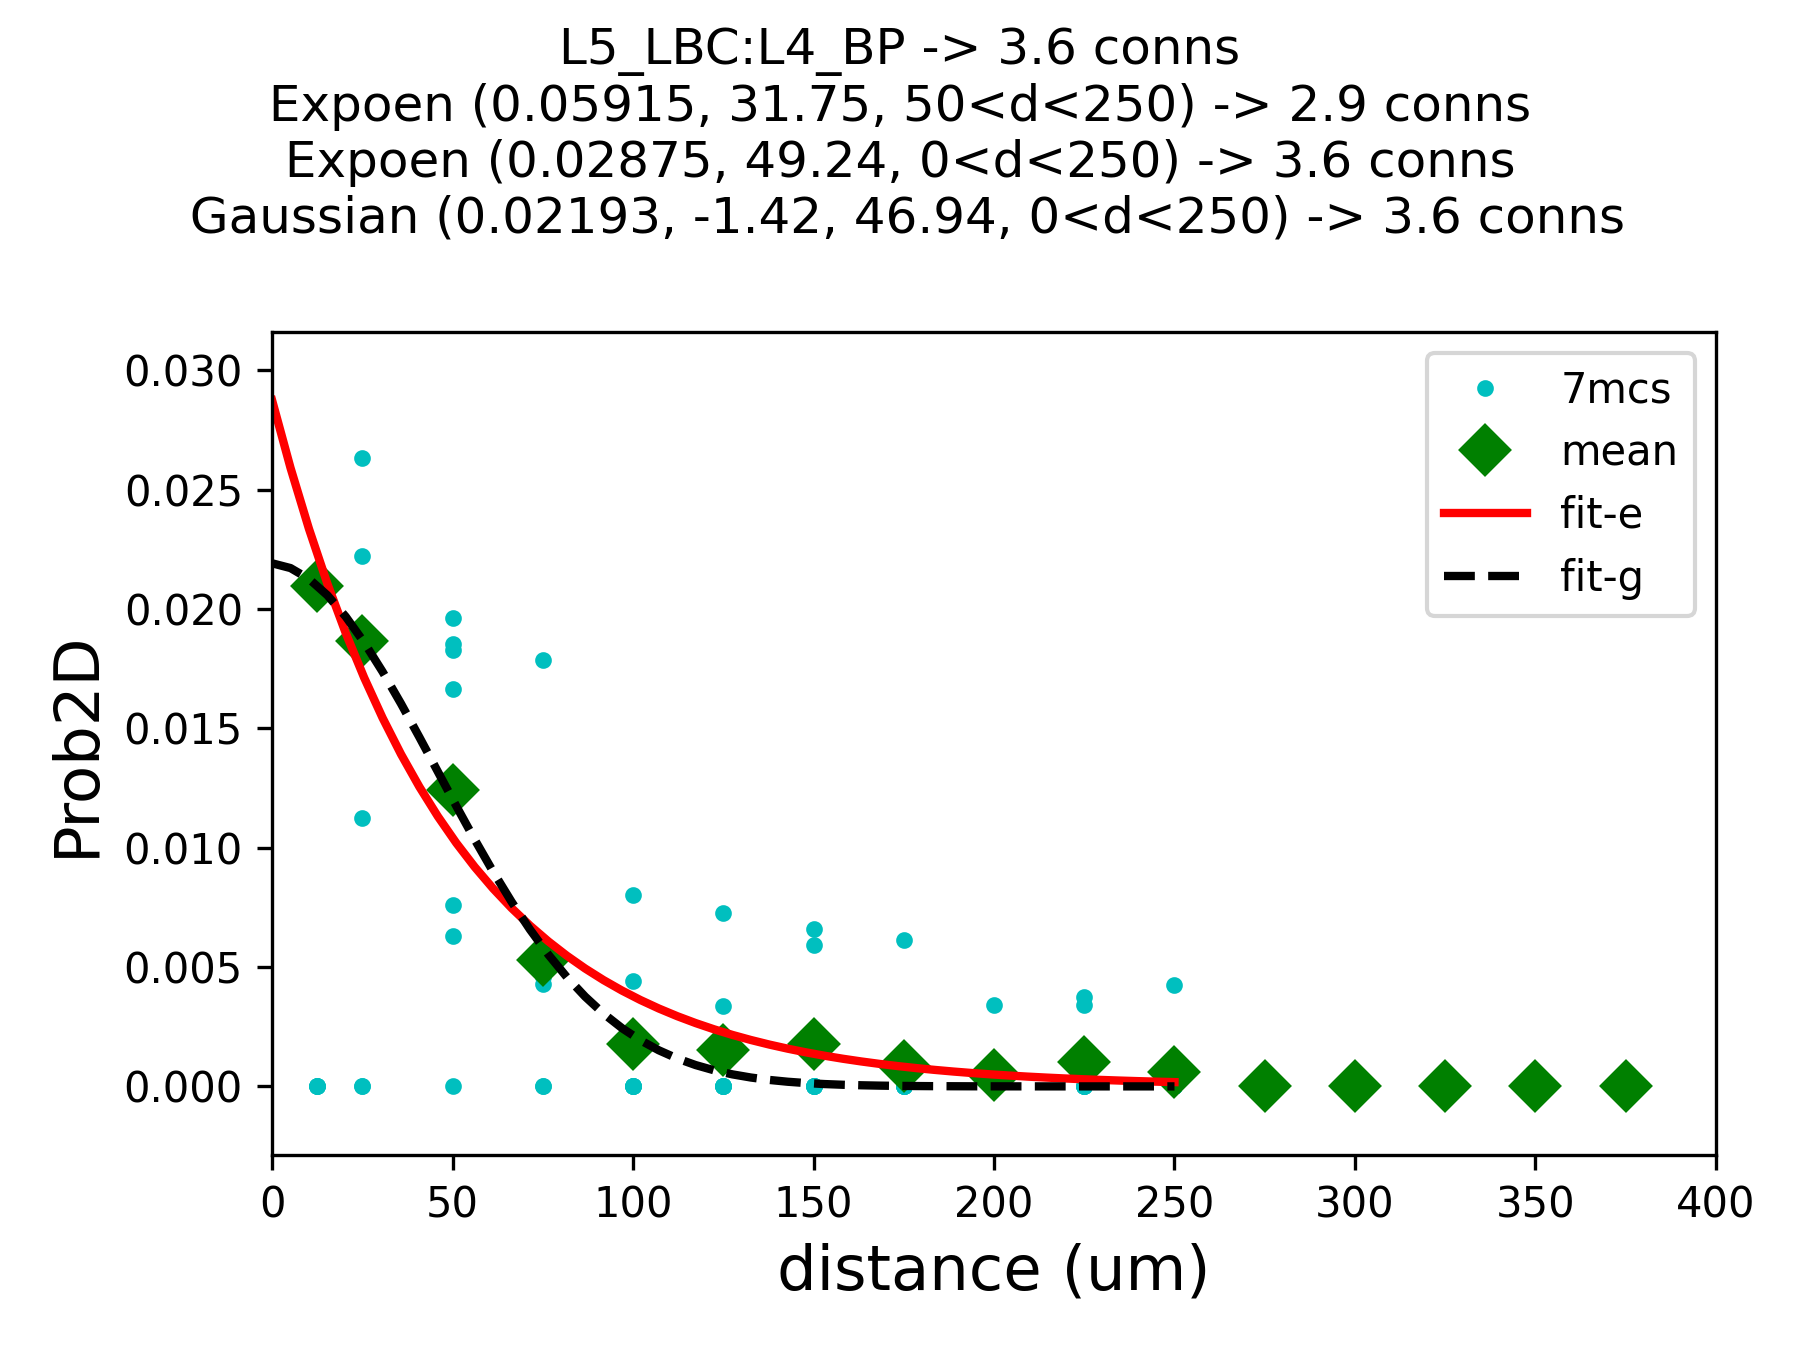 L5_LBC:L4_BP -> 3.6 conns
Expoen (0.05915, 31.75, 50<d<250) -> 2.9 conns
Expoen (0.02875, 49.24, 0<d<250) -> 3.6 conns
Gaussian (0.02193, -1.42, 46.94, 0<d<250) -> 3.6 conns
7mcs
mean
fit-e
fit-g
Prob2D
0.030
0.025
0.020
0.015
0.010
0.005
0.000
0 50 100 150 200 250 300 350 400
distance (um)